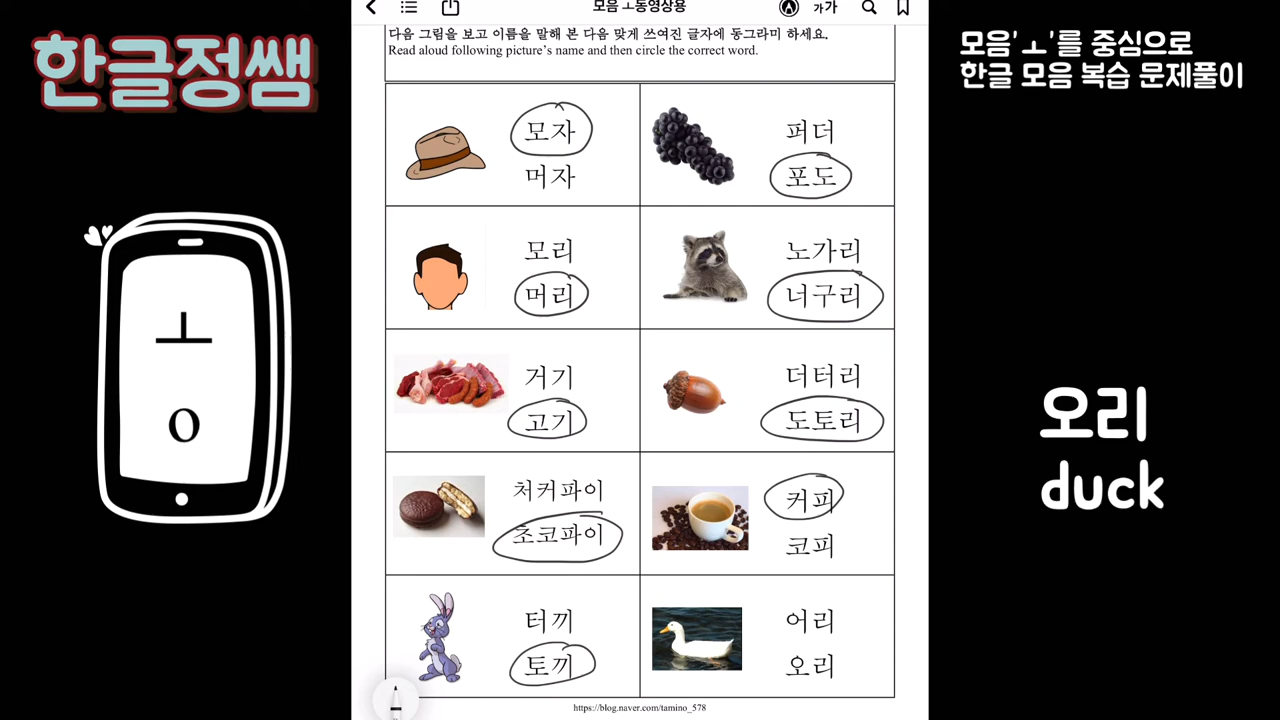 한글정쌤
ㅗ
ㅇ
모음 ㅗ동영상용
가가
다음 그림을 보고 이름을 말해 본 다음 맞게 쓰여진 글자에 동그라미 하세요.
Read aloud following picture's name and then circle the correct word.
모자
머자
퍼더
포도
모리
머리
노가리
너구리
거기
고기
더터리
도토리
처커파이
초코파이
커피
코피
터끼
토끼
어리
오리
https://blog.naver.com/tamino_578
모음'ㅗ'를 중심으로
한글 모음 복습 문제풀이
오리
duck